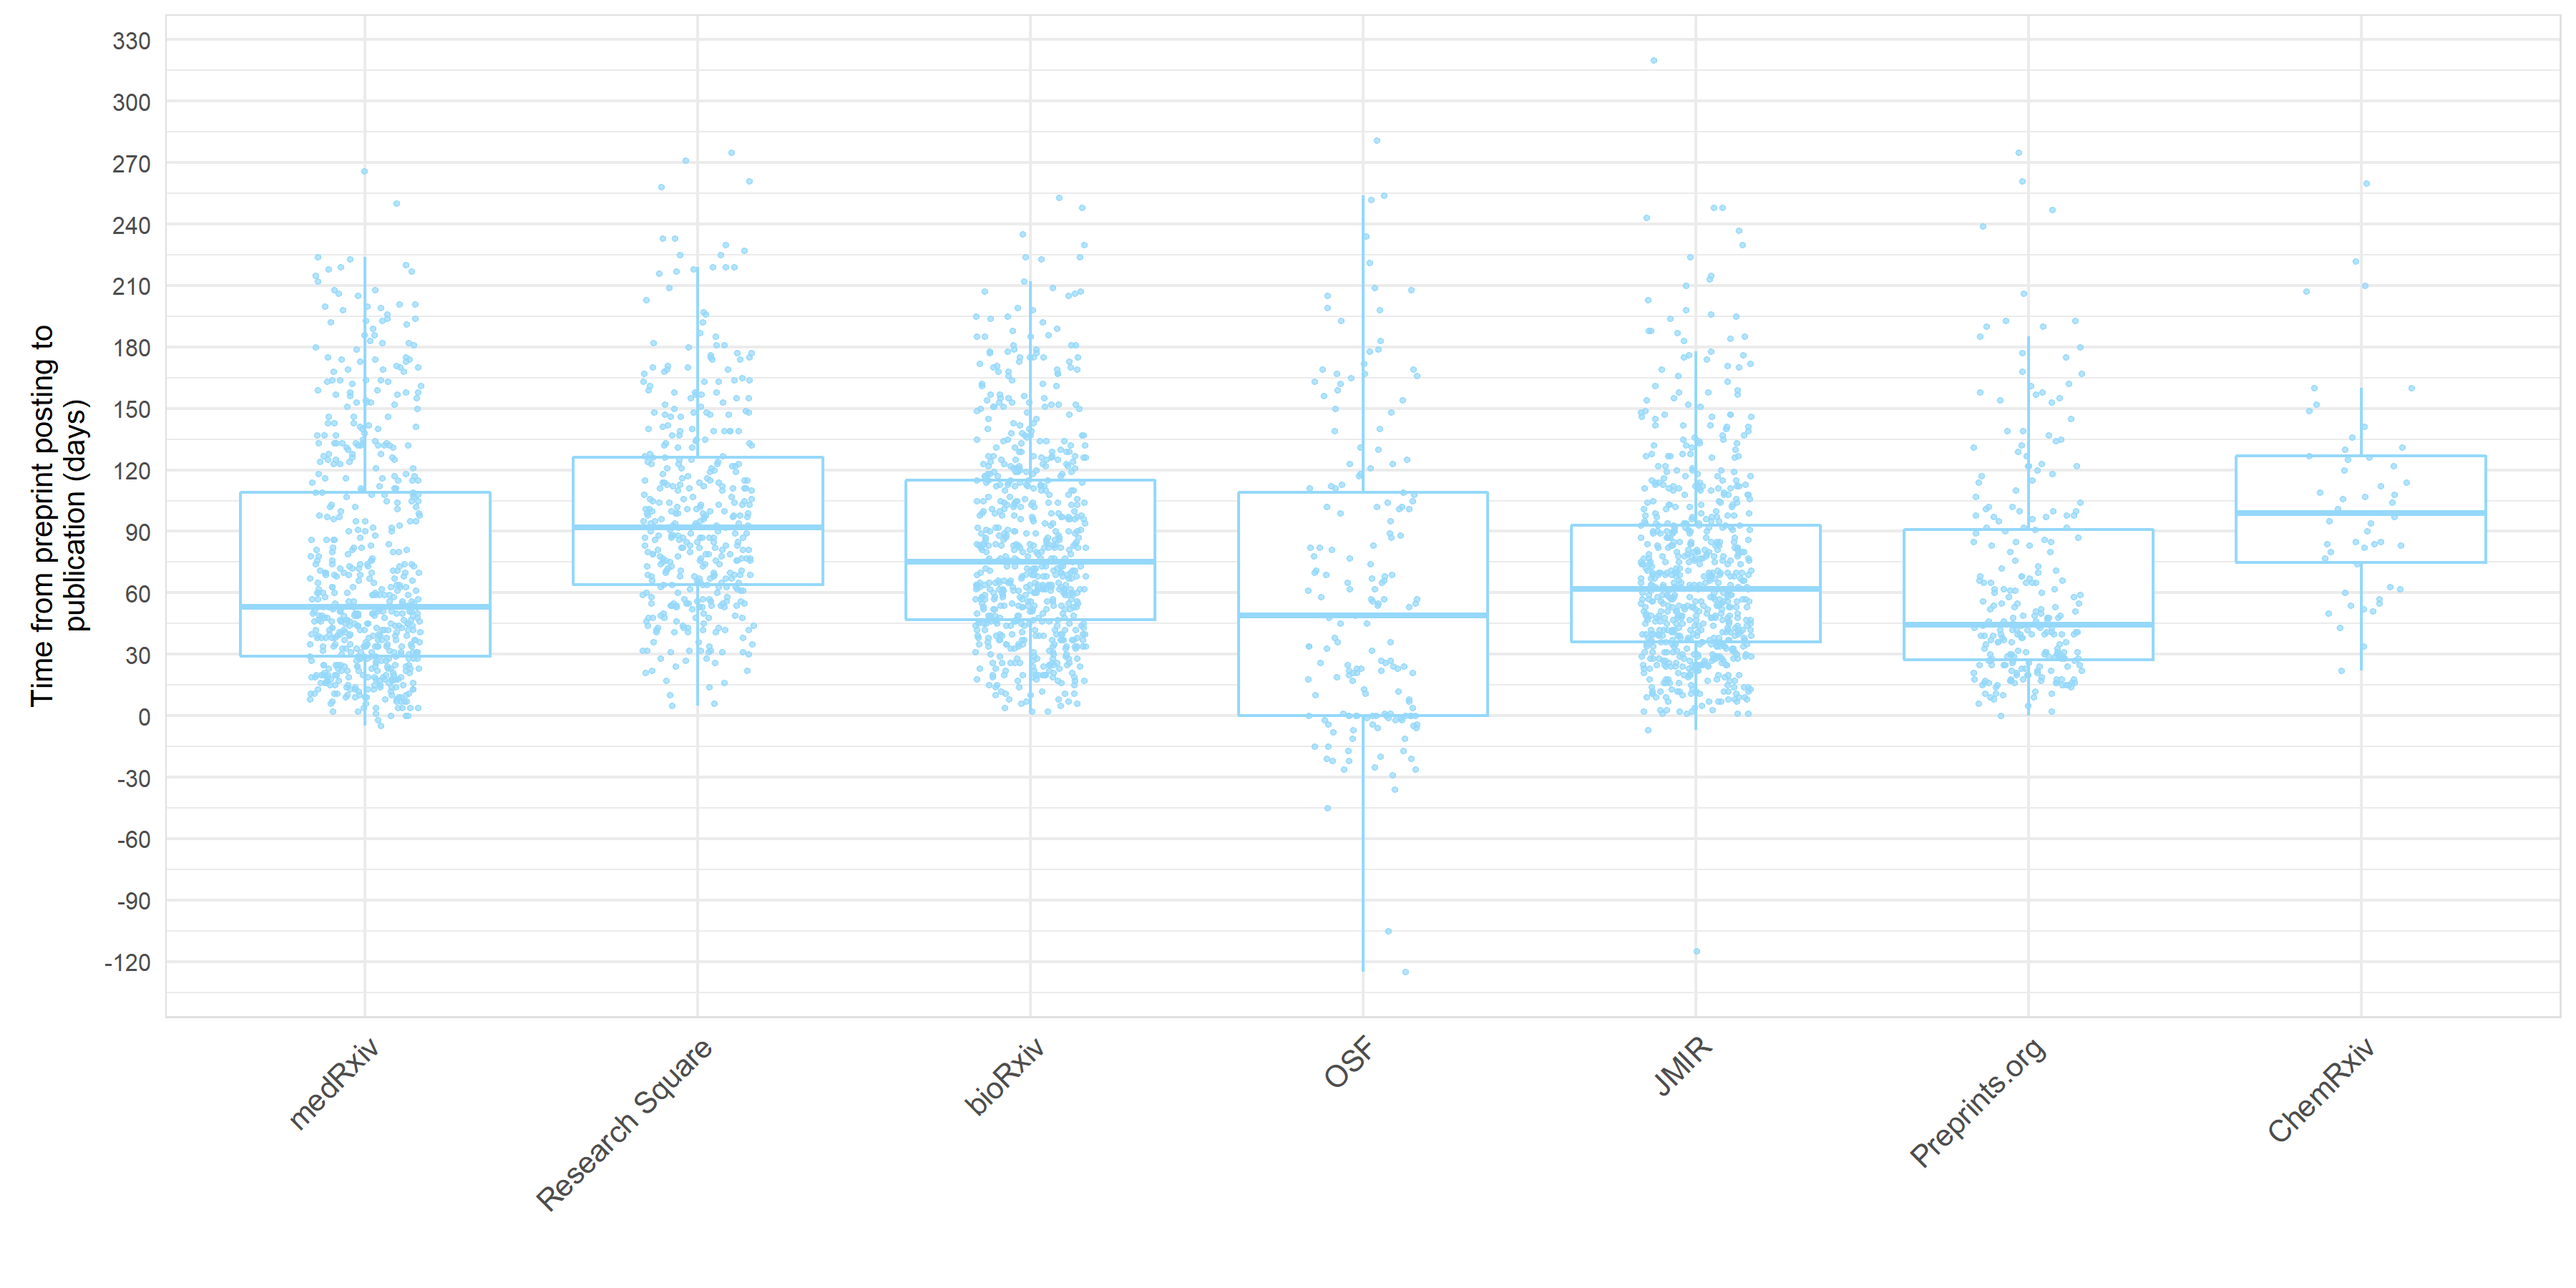 Time from preprint posting to
publication (days)
330
300
270
240
210
180
150
120
90
60
30
0
-30
-60
-90
-120
medRxiv
Research Square
bioRxiv
OSF
JMIR
Preprints.org
ChemRxiv